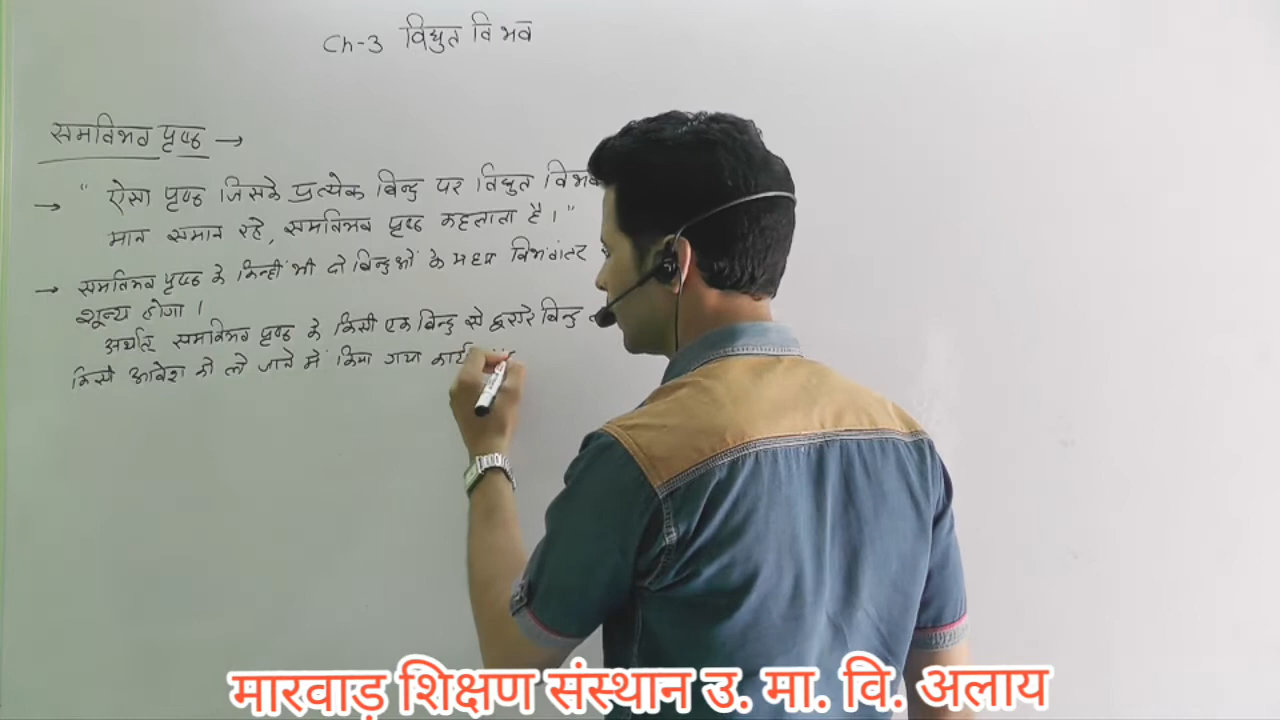 Ch-3 विद्युत विभव
समविभव पृष्ठ →
→ " ऐसा पृष्ठ जिसके प्रत्येक बिन्दु पर विद्युत विभव
मान समान रहे, समविभव पृष्ठ कहलाता है।"
→ समविभव पृष्ठ के किन्हीं भी दो बिन्दुओं के मध्य विभवांतर
शून्य होगा।
अर्थात् समविभव पृष्ठ के किसी एक बिन्दु से दूसरे बिन्दु
किसी आवेश को ले जाने में किया गया कार्य
मारवाड़ शिक्षण संस्थान उ. मा. वि. अलाय